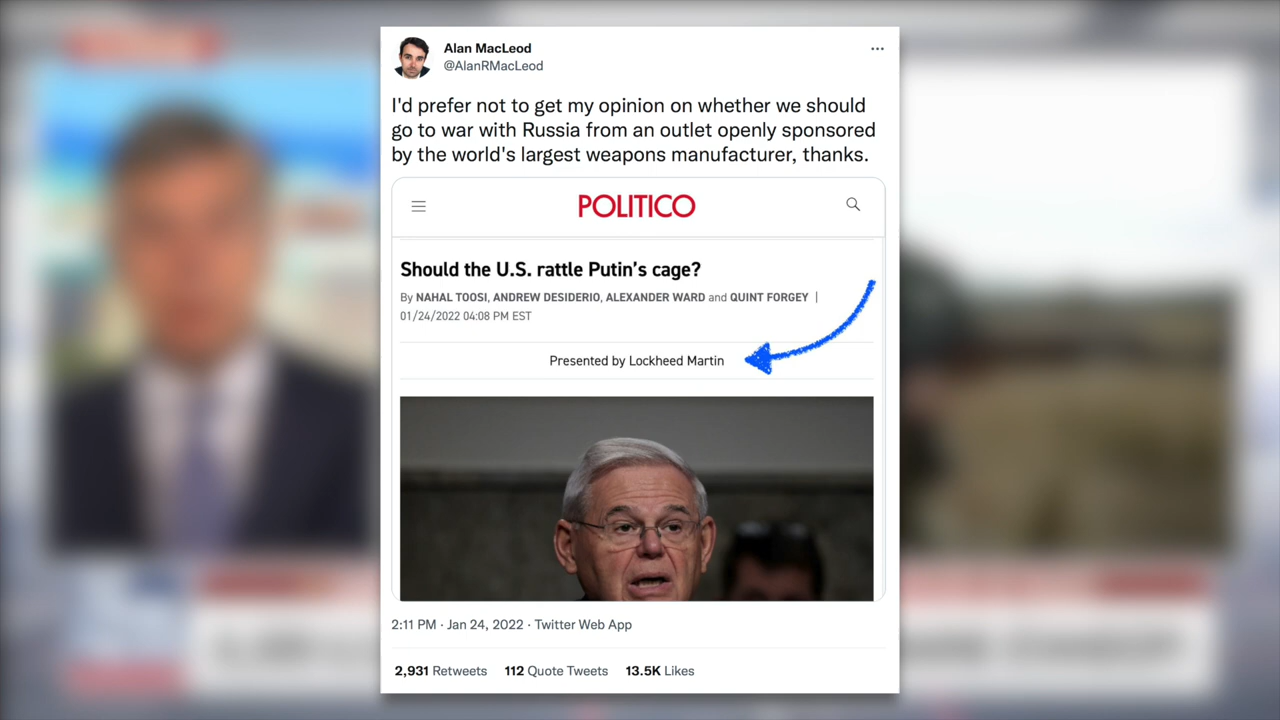 Alan MacLeod
@AlanRMacLeod
I'd prefer not to get my opinion on whether we should
go to war with Russia from an outlet openly sponsored
by the world's largest weapons manufacturer, thanks.
POLITICO
Should the U.S. rattle Putin's cage?
By NAHAL TOOSI, ANDREW DESIDERIO, ALEXANDER WARD and QUINT FORGEY |
01/24/2022 04:08 PM EST
Presented by Lockheed Martin
2:11 PM · Jan 24, 2022 · Twitter Web App
2,931 Retweets 112 Quote Tweets 13.5K Likes